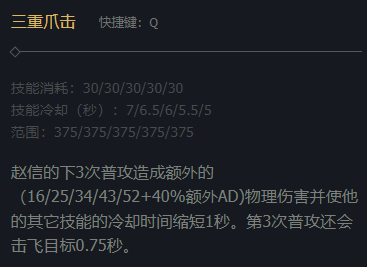 三重爪击 快捷键：Q
技能消耗：30/30/30/30/30
技能冷却（秒）：7/6.5/6/5.5/5
范围：375/375/375/375/375
赵信的下3次普攻造成额外的
（16/25/34/43/52+40%额外AD)物理伤害并使他
的其它技能的冷却时间缩短1秒。第3次普攻还会
击飞目标0.75秒。